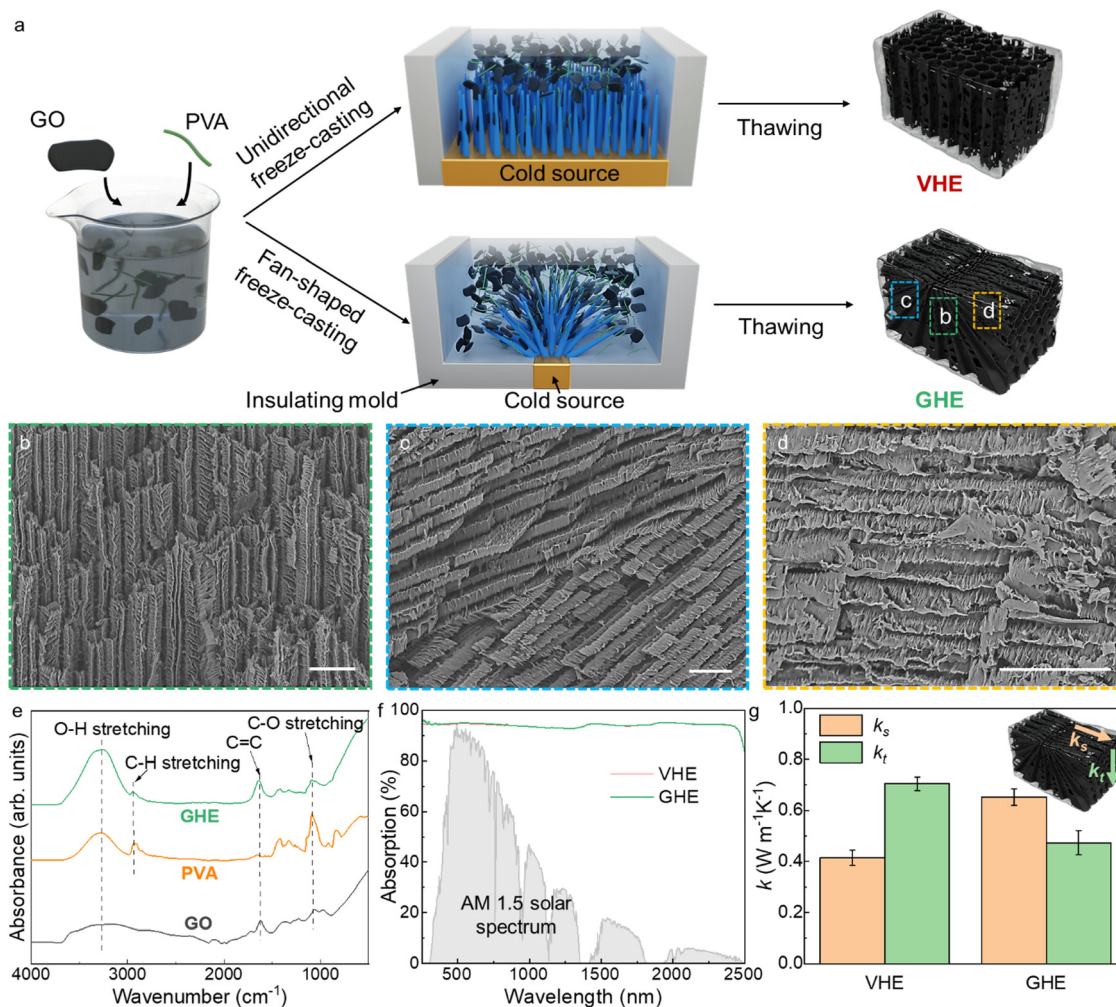 a
GO
PVA
Unidirectional
freeze-casting
Fan-shaped
freeze-casting
Cold source
Insulating mold
Cold source
Thawing
Thawing
VHE
c
b
d
GHE
b
c
d
e
O-H stretching
C-H stretching
C=C
C-O stretching
GHE
PVA
GO
Absorbance (arb. units)
4000 3000 2000 1000
Wavenumber (cm⁻¹)
f
100
80
60
40
20
0
Absorption (%)
VHE
GHE
AM 1.5 solar
spectrum
500 1000 1500 2000 2500
Wavelength (nm)
g
1.0
0.8
0.6
0.4
0.2
0.0
k (W m⁻¹K⁻¹)
kₛ
kₜ
kₛ
kₜ
VHE GHE